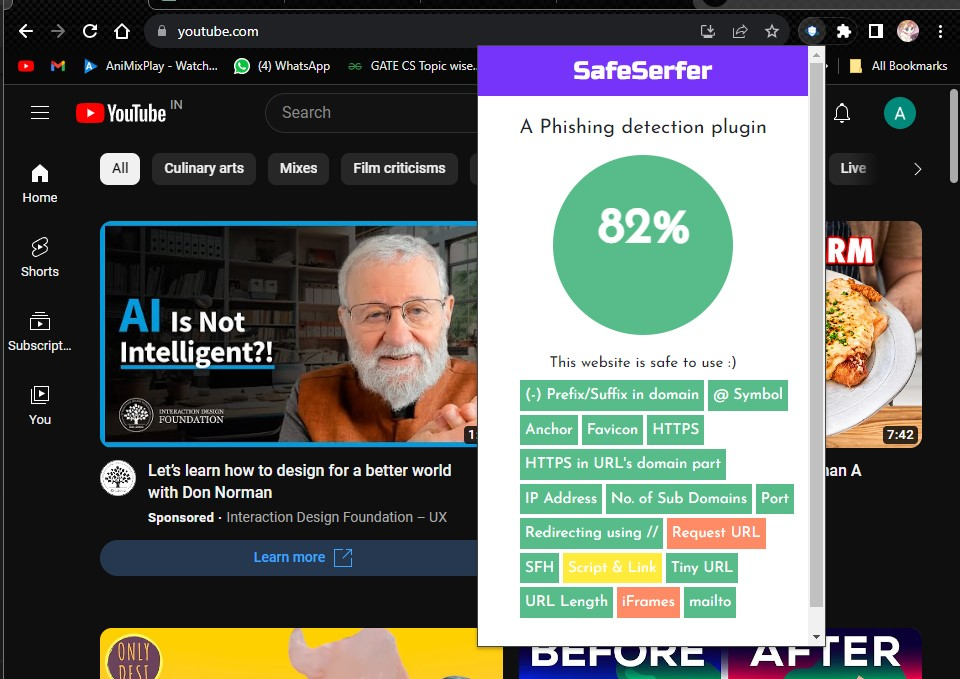 youtube.com
AniMixPlay - Watch...
(4) WhatsApp
GATE CS Topic wise..
All Bookmarks
YouTube IN
Search
A
All
Culinary arts
Mixes
Film criticisms
Live
Home
Shorts
Subscript...
You
AI Is Not
Intelligent?!
INTERACTION DESIGN
FOUNDATION
Let's learn how to design for a better world
with Don Norman
Sponsored · Interaction Design Foundation – UX
Learn more
ONLY
DESI
SafeSerfer
A Phishing detection plugin
82%
This website is safe to use :)
(-) Prefix/Suffix in domain @ Symbol
Anchor Favicon HTTPS
HTTPS in URL's domain part
IP Address No. of Sub Domains Port
Redirecting using // Request URL
SFH Script & Link Tiny URL
URL Length iFrames mailto
RM
7:42
an A
BEFORE
AFTER